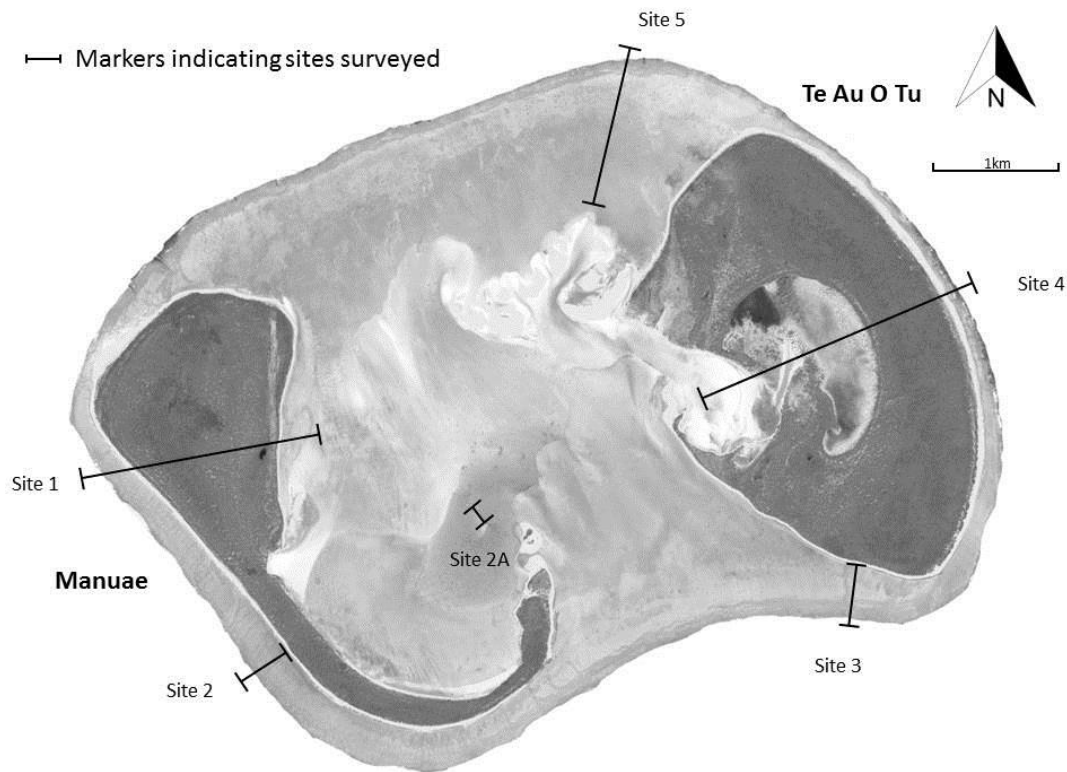 Site 5
Markers indicating sites surveyed
Te Au O Tu
N
1km
Site 4
Site 1
Site 2A
Manuae
Site 3
Site 2